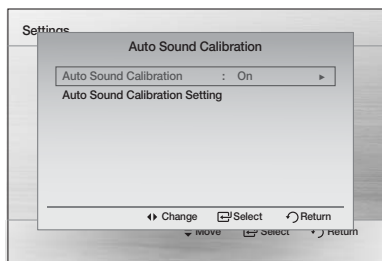 Settings
Auto Sound Calibration
Auto Sound Calibration : On ►
Auto Sound Calibration Setting
◄► Change Select Return
Move Select Return